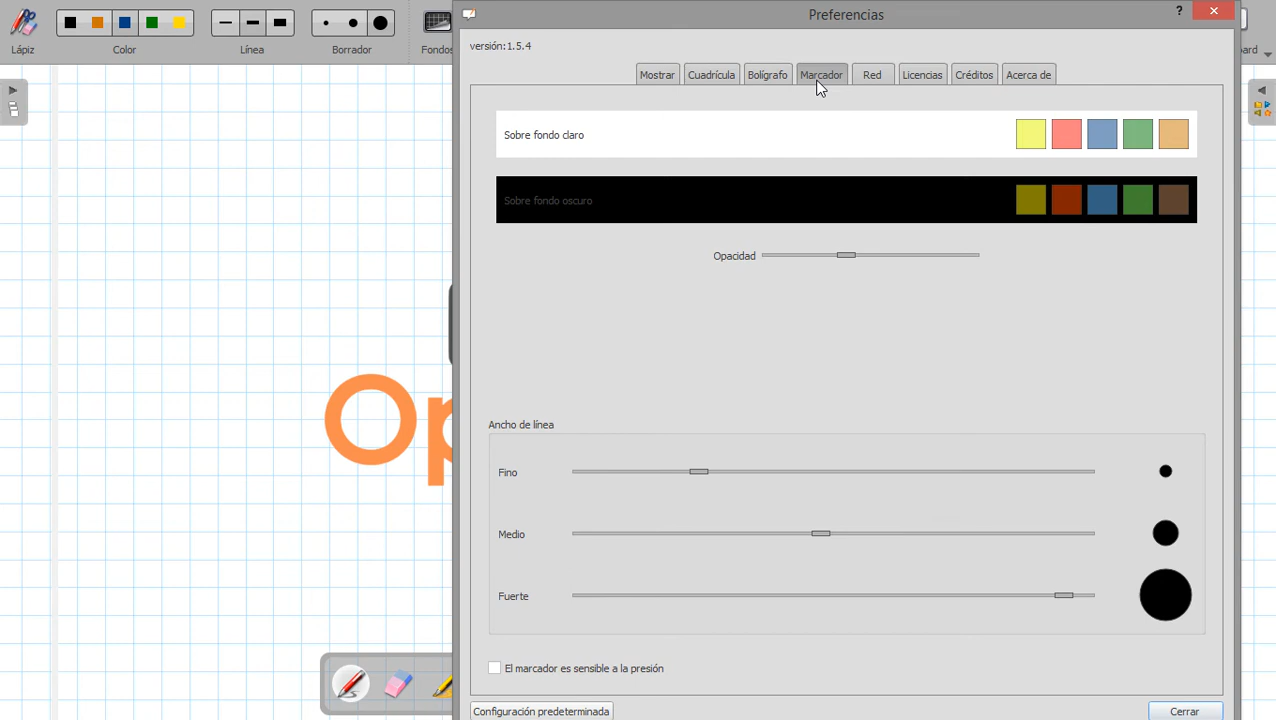 Preferencias ?
Lápiz Color Línea Borrador Fondos
versión:1.5.4
Mostrar Cuadrícula Bolígrafo Marcador Red Licencias Créditos Acerca de
Sobre fondo claro
Sobre fondo oscuro
Opacidad
Op
Ancho de línea
Fino
Medio
Fuerte
El marcador es sensible a la presión
Configuración predeterminada Cerrar